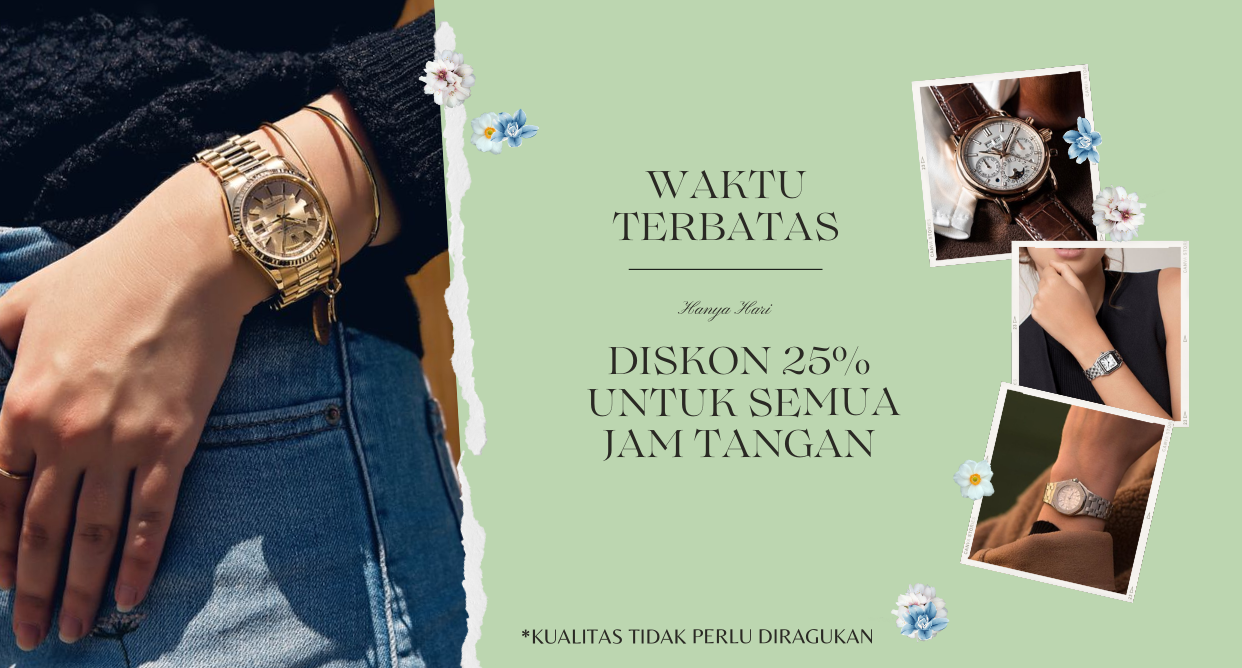 WAKTU
TERBATAS
Hanya Hari
DISKON 25%
UNTUK SEMUA
JAM TANGAN
*KUALITAS TIDAK PERLU DIRAGUKAN